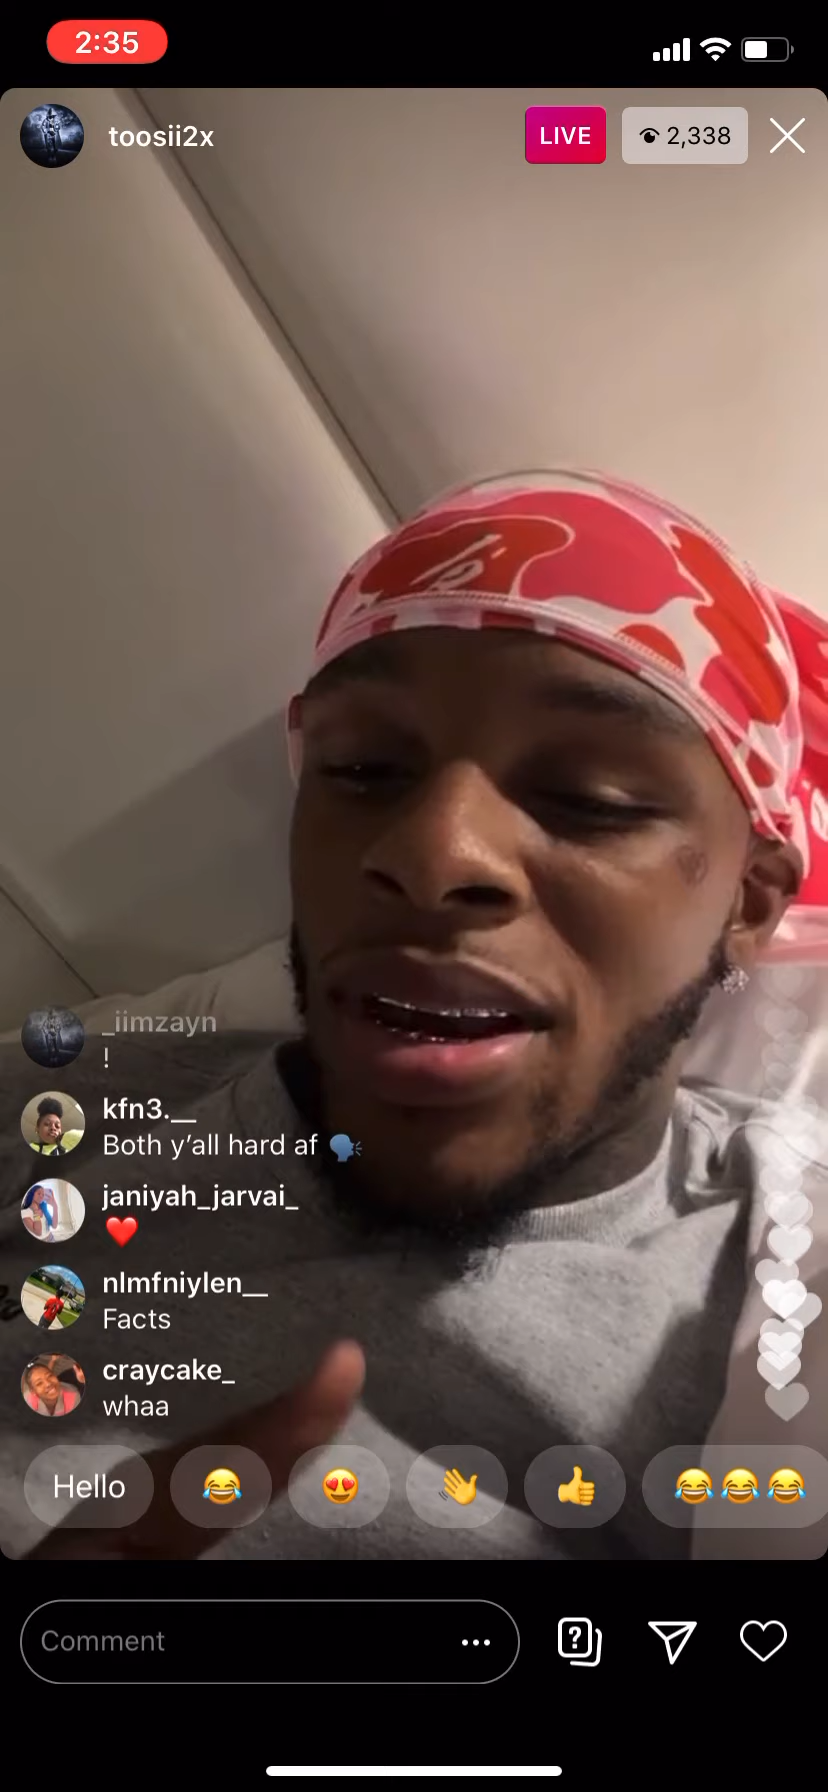 2:35
toosii2x
LIVE
2,338
_iimzayn
!
kfn3.__
Both y’all hard af 🗣
janiyah_jarvai_
❤️
nlmfniylen__
Facts
craycake_
whaa
Hello 😂 😍 👋 👍 😂😂😂
Comment